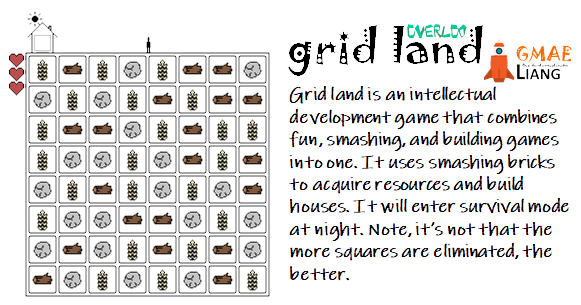 OVERLOO
grid land
GMAE
LIANG
Grid land is an intellectual
development game that combines
fun, smashing, and building games
into one. It uses smashing bricks
to acquire resources and build
houses. It will enter survival mode
at night. Note, it's not that the
more squares are eliminated, the
better.